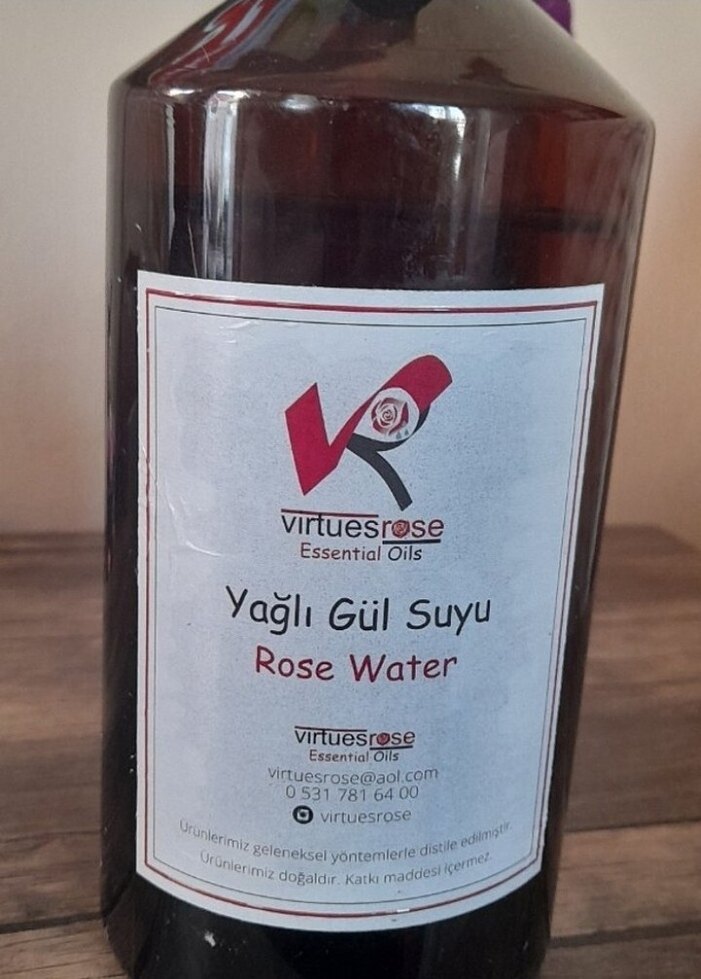 virtuesrose
Essential Oils
Yağlı Gül Suyu
Rose Water
virtuesrose
Essential Oils
virtuesrose@aol.com
0 531 781 64 00
virtuesrose
Ürünlerimiz geleneksel yöntemlerle distile edilmiştir.
Ürünlerimiz doğaldır. Katkı maddesi içermez.